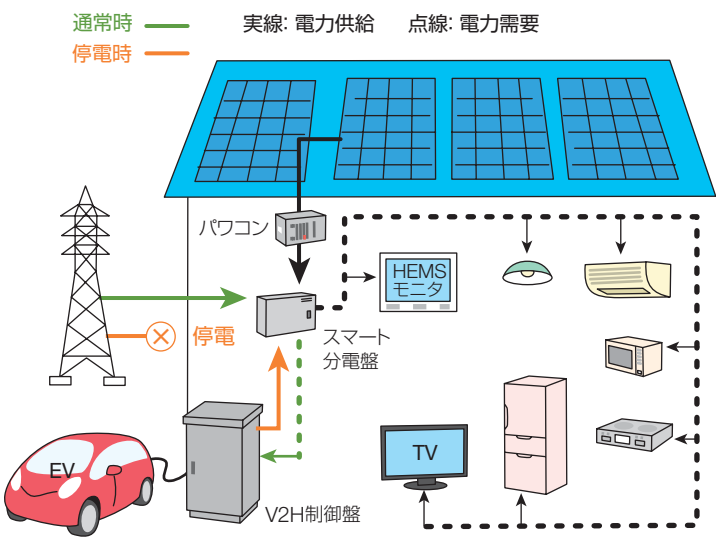 通常時
実線: 電力供給 点線: 電力需要
停電時
パワコン
HEMS
モニタ
停電
スマート
分電盤
EV
TV
V2H制御盤